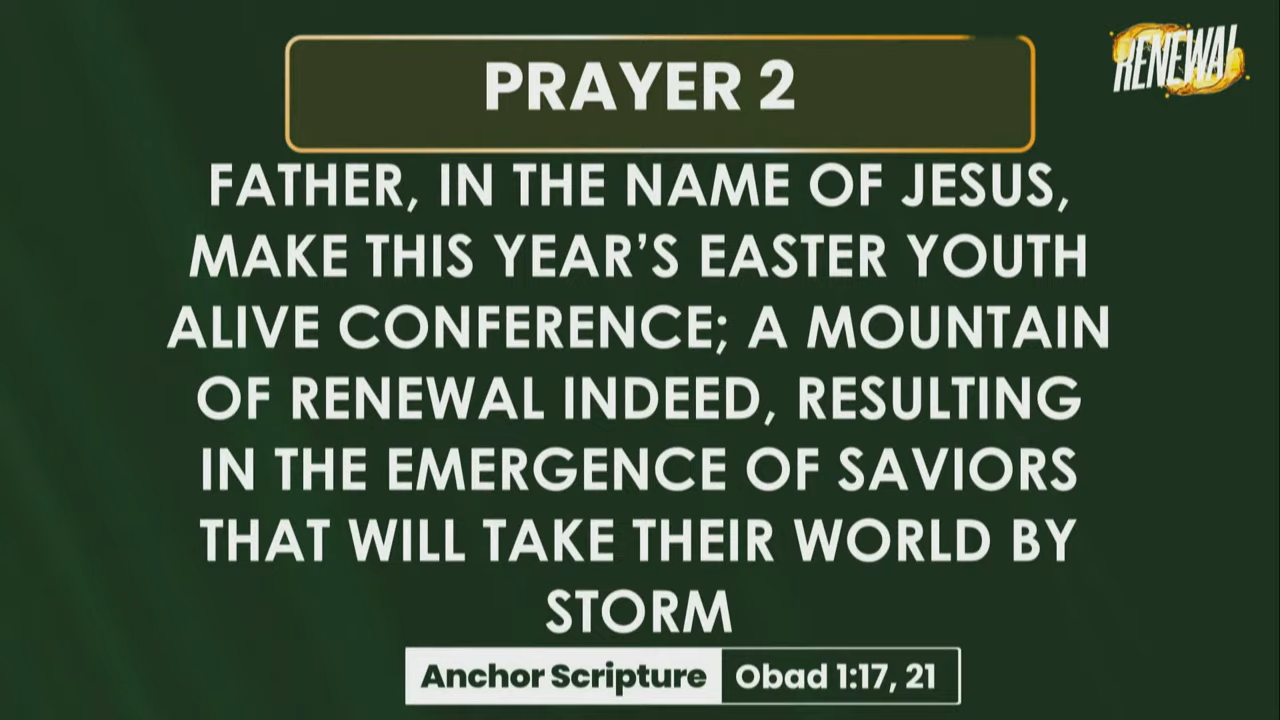 RENEWAL
PRAYER 2
FATHER, IN THE NAME OF JESUS,
MAKE THIS YEAR’S EASTER YOUTH
ALIVE CONFERENCE; A MOUNTAIN
OF RENEWAL INDEED, RESULTING
IN THE EMERGENCE OF SAVIORS
THAT WILL TAKE THEIR WORLD BY
STORM
Anchor Scripture Obad 1:17, 21